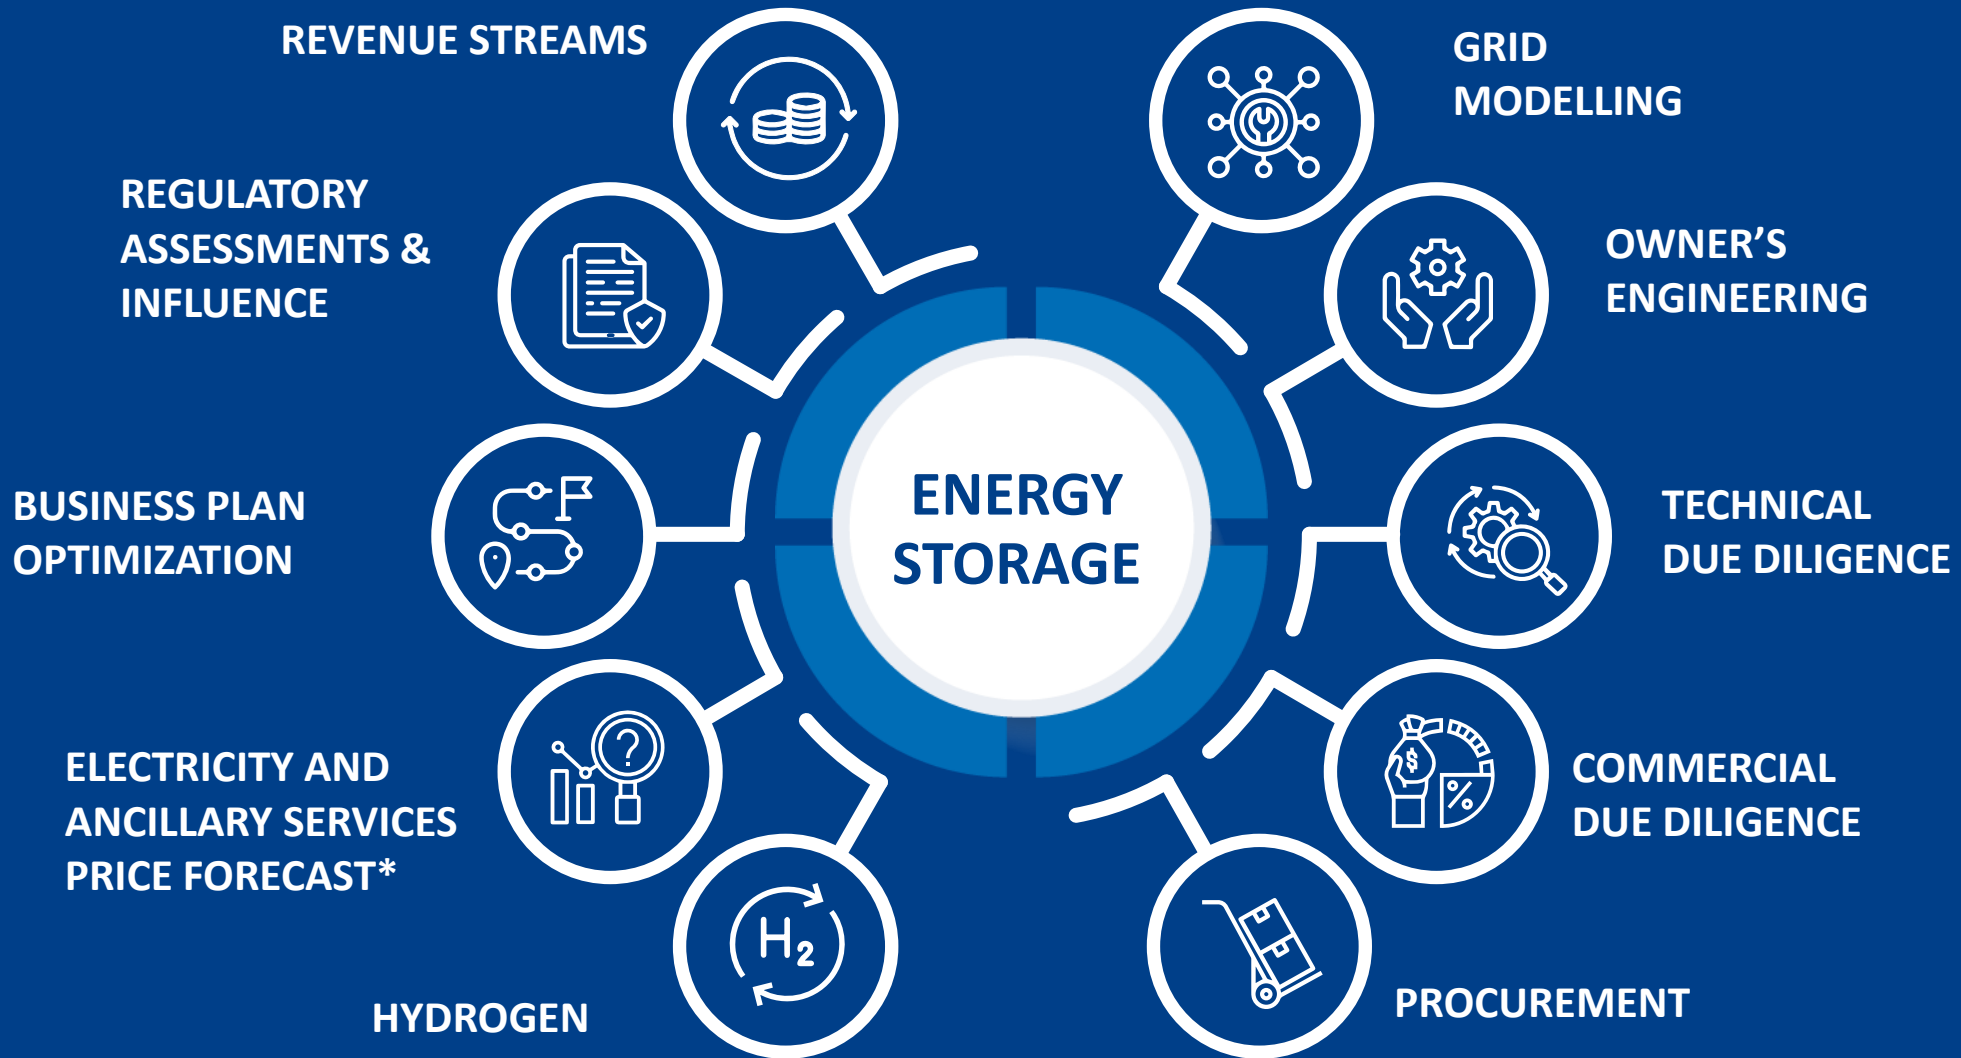 REVENUE STREAMS
GRID
MODELLING
REGULATORY
ASSESSMENTS &
INFLUENCE
OWNER’S
ENGINEERING
BUSINESS PLAN
OPTIMIZATION
ENERGY
STORAGE
TECHNICAL
DUE DILIGENCE
ELECTRICITY AND
ANCILLARY SERVICES
PRICE FORECAST*
?
$
%
COMMERCIAL
DUE DILIGENCE
H₂
HYDROGEN
PROCUREMENT